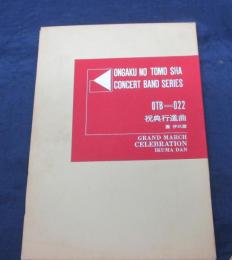 ONGAKU NO TOMO SHA
CONCERT BAND SERIES
OTB—022
祝典行進曲
團 伊玖磨
GRAND MARCH
CELEBRATION
IKUMA DAN